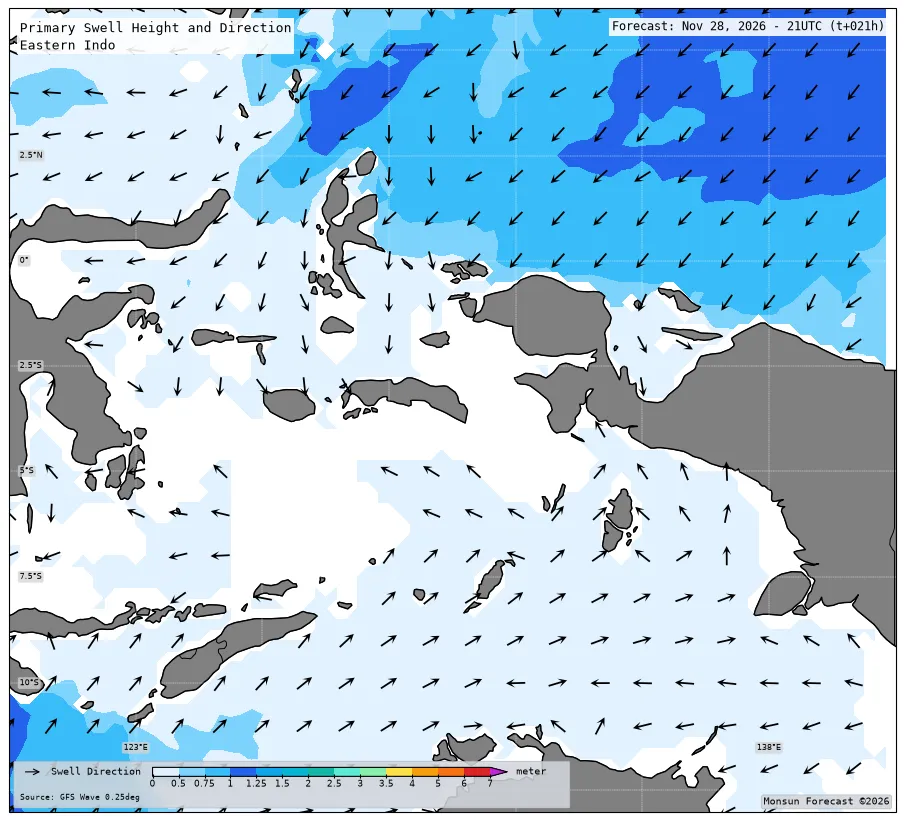 Primary Swell Height and Direction
Eastern Indo
Forecast: Nov 28, 2026 - 21UTC (t+021h)
2.5°N
0°
2.5°S
5°S
7.5°S
10°S
123°E
138°E
Swell Direction
0 0.5 0.75 1 1.25 1.5 2 2.5 3 3.5 4 5 6 7
meter
Source: GFS Wave 0.25deg
Monsun Forecast ©2026